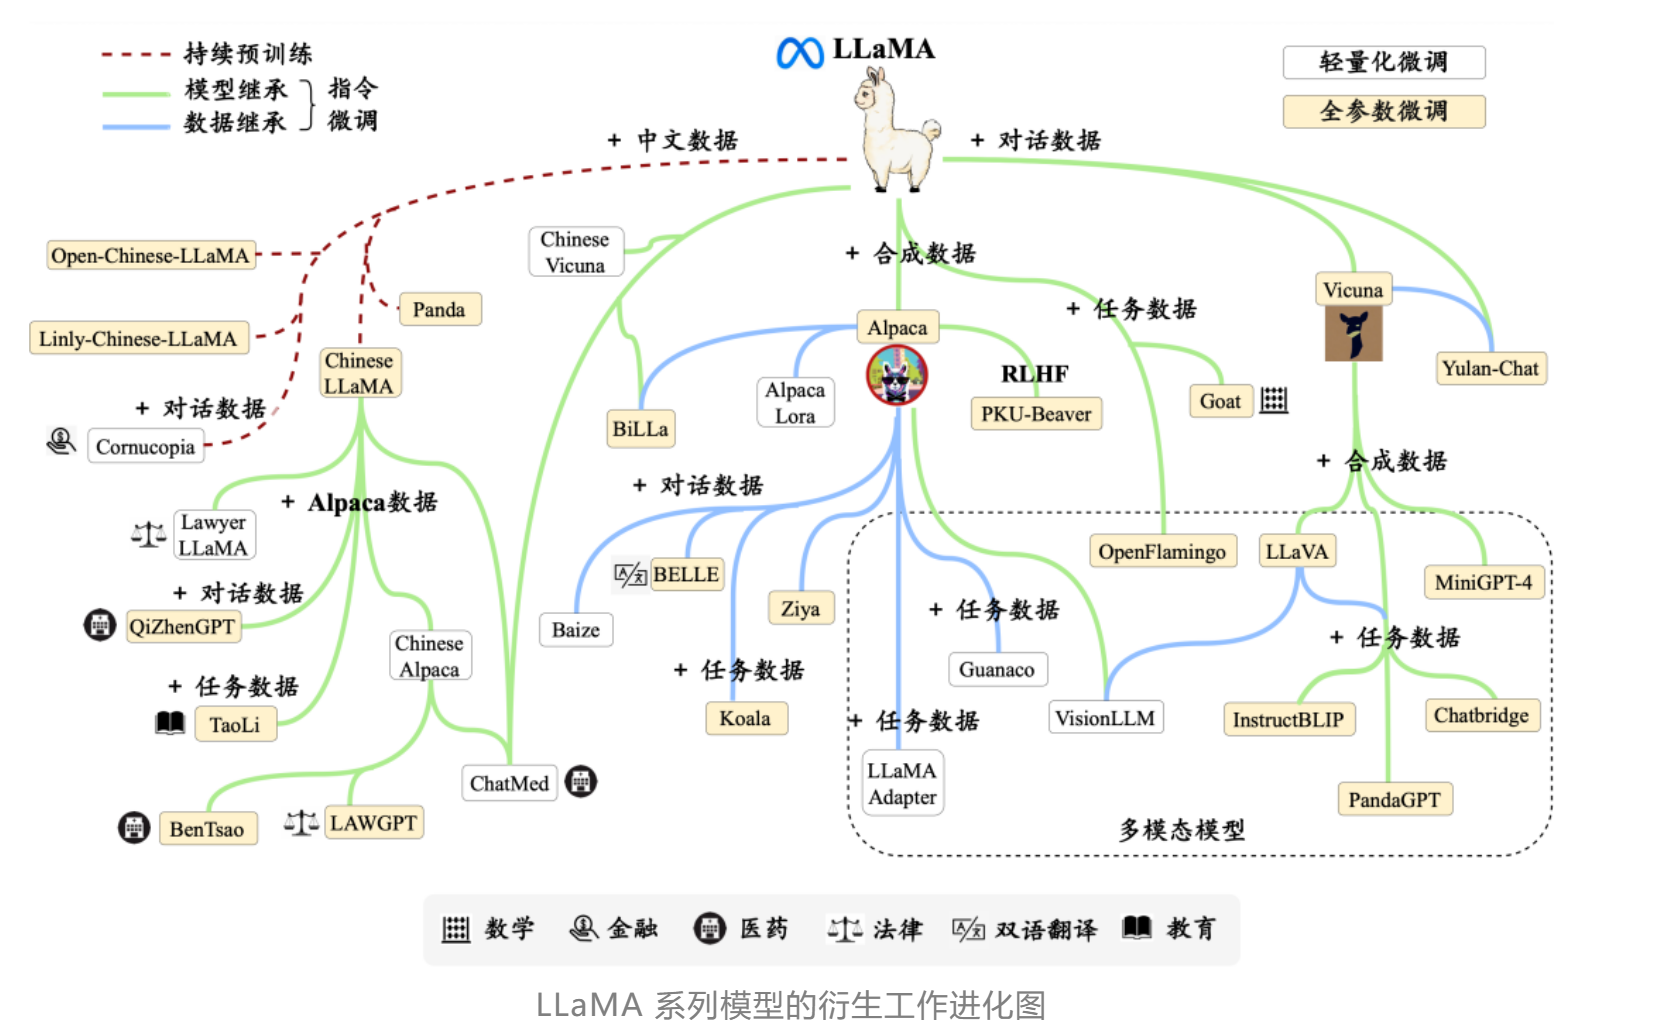 LLaMA
持续预训练
模型继承
数据继承
指令
微调
轻量化微调
全参数微调
+ 中文数据
+ 对话数据
Chinese
Vicuna
+ 合成数据
Open-Chinese-LLaMA
Panda
Linly-Chinese-LLaMA
Chinese
LLaMA
+ 对话数据
Cornucopia
Alpaca
+ 任务数据
Vicuna
Yulan-Chat
Alpaca
Lora
RLHF
PKU-Beaver
Goat
BiLLa
+ 合成数据
+ 对话数据
+ Alpaca数据
Lawyer
LLaMA
+ 对话数据
QiZhenGPT
Chinese
Alpaca
+ 任务数据
TaoLi
BenTsao
LAWGPT
ChatMed
BELLE
Baize
Ziya
+ 任务数据
Koala
OpenFlamingo
LLaVA
MiniGPT-4
+ 任务数据
Guanaco
+ 任务数据
VisionLLM
InstructBLIP
Chatbridge
+ 任务数据
LLaMA
Adapter
PandaGPT
多模态模型
数学
金融
医药
法律
双语翻译
教育
LLaMA 系列模型的衍生工作进化图